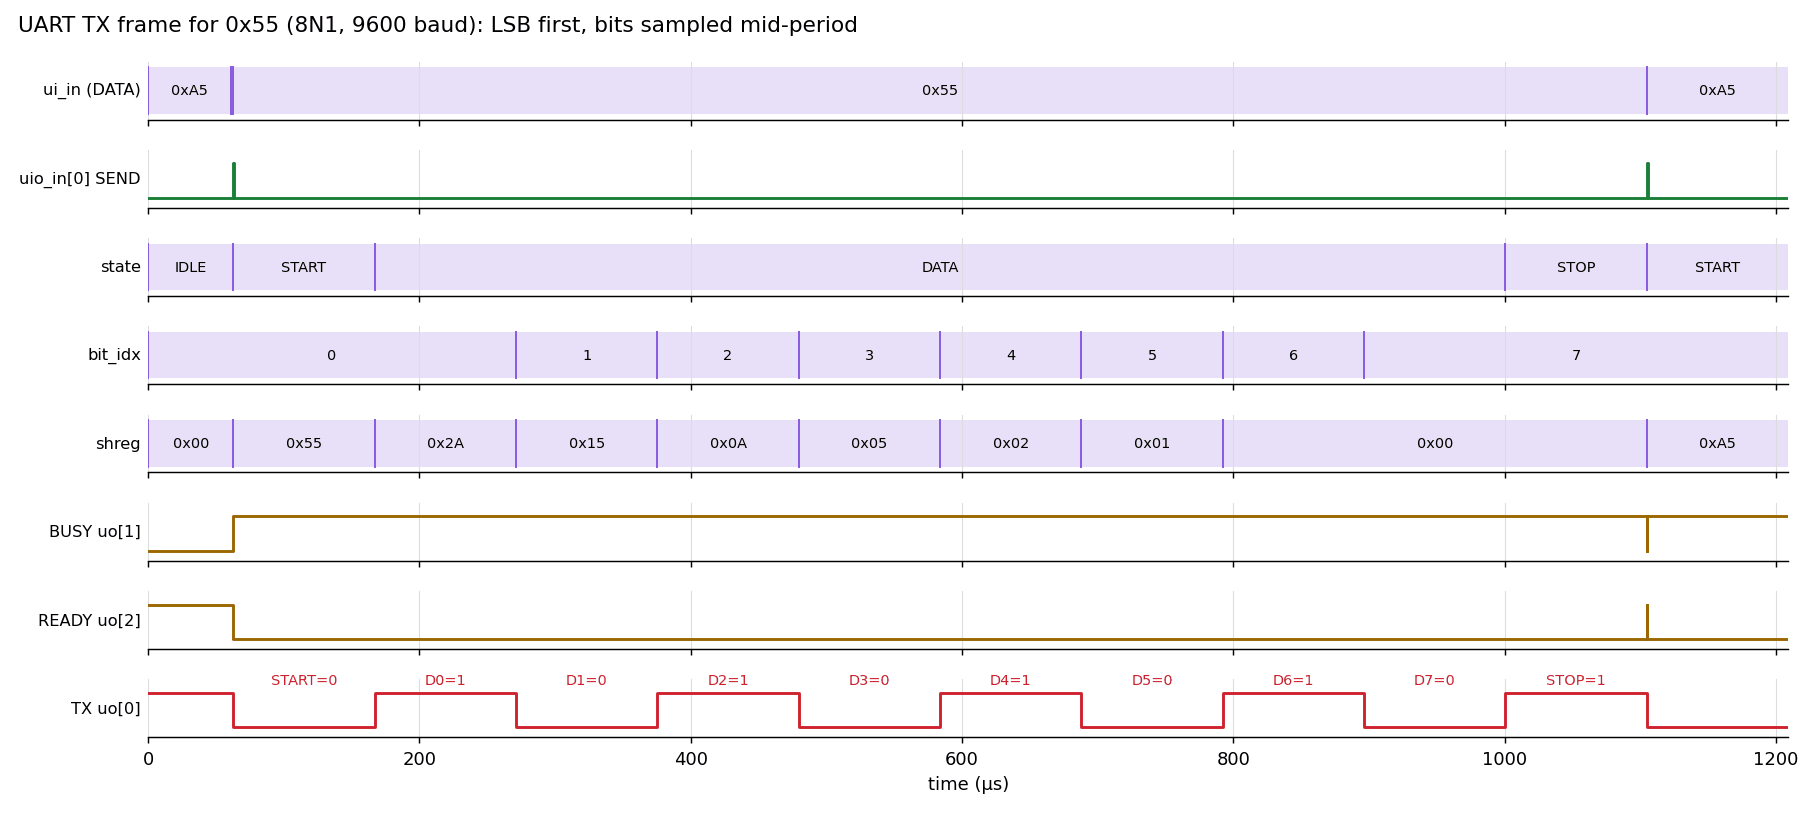 UART TX frame for 0x55 (8N1, 9600 baud): LSB first, bits sampled mid-period
ui_in (DATA) 0xA5 0x55 0xA5
uio_in[0] SEND
state IDLE START DATA STOP START
bit_idx 0 1 2 3 4 5 6 7
shreg 0x00 0x55 0x2A 0x15 0x0A 0x05 0x02 0x01 0x00 0xA5
BUSY uo[1]
READY uo[2]
START=0 D0=1 D1=0 D2=1 D3=0 D4=1 D5=0 D6=1 D7=0 STOP=1
TX uo[0]
0 200 400 600 800 1000 1200
time (µs)